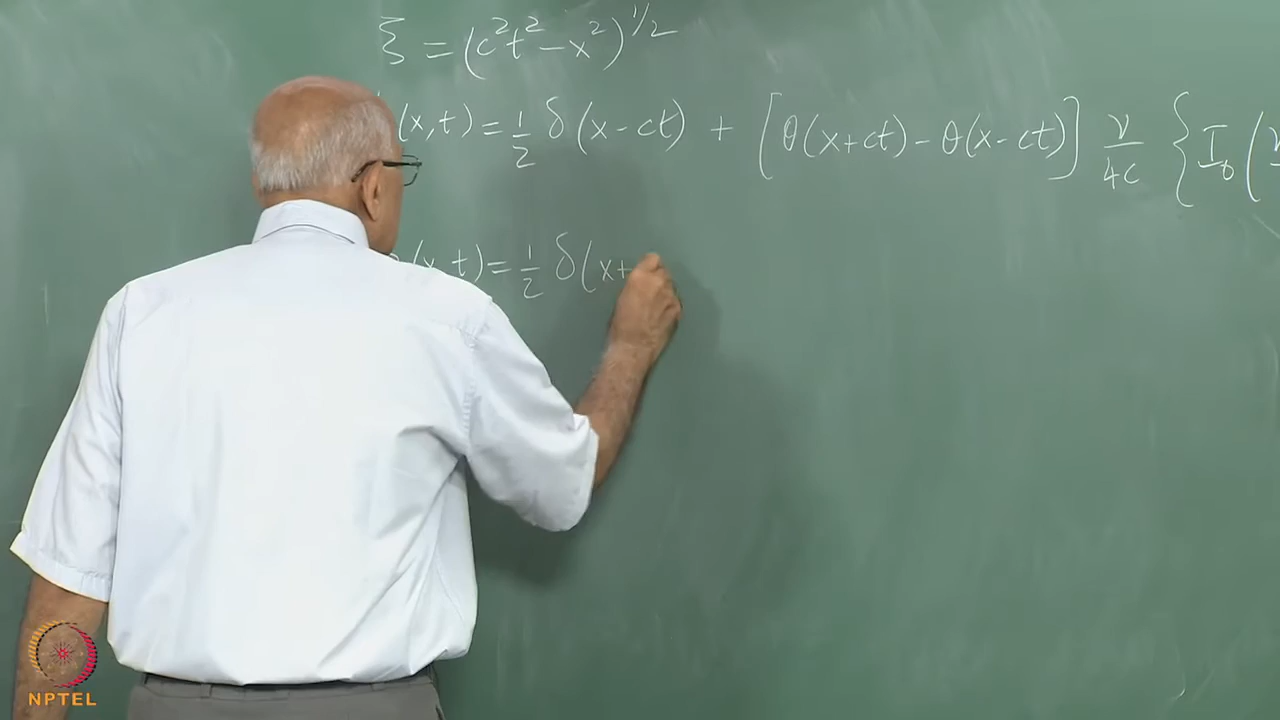 ξ = (c²t² − x²)^{1/2}
(x,t) = 1/2 δ(x − ct) + [θ(x+ct) − θ(x−ct)] ν/4c { I₀ (
t) = 1/2 δ(x+
NPTEL